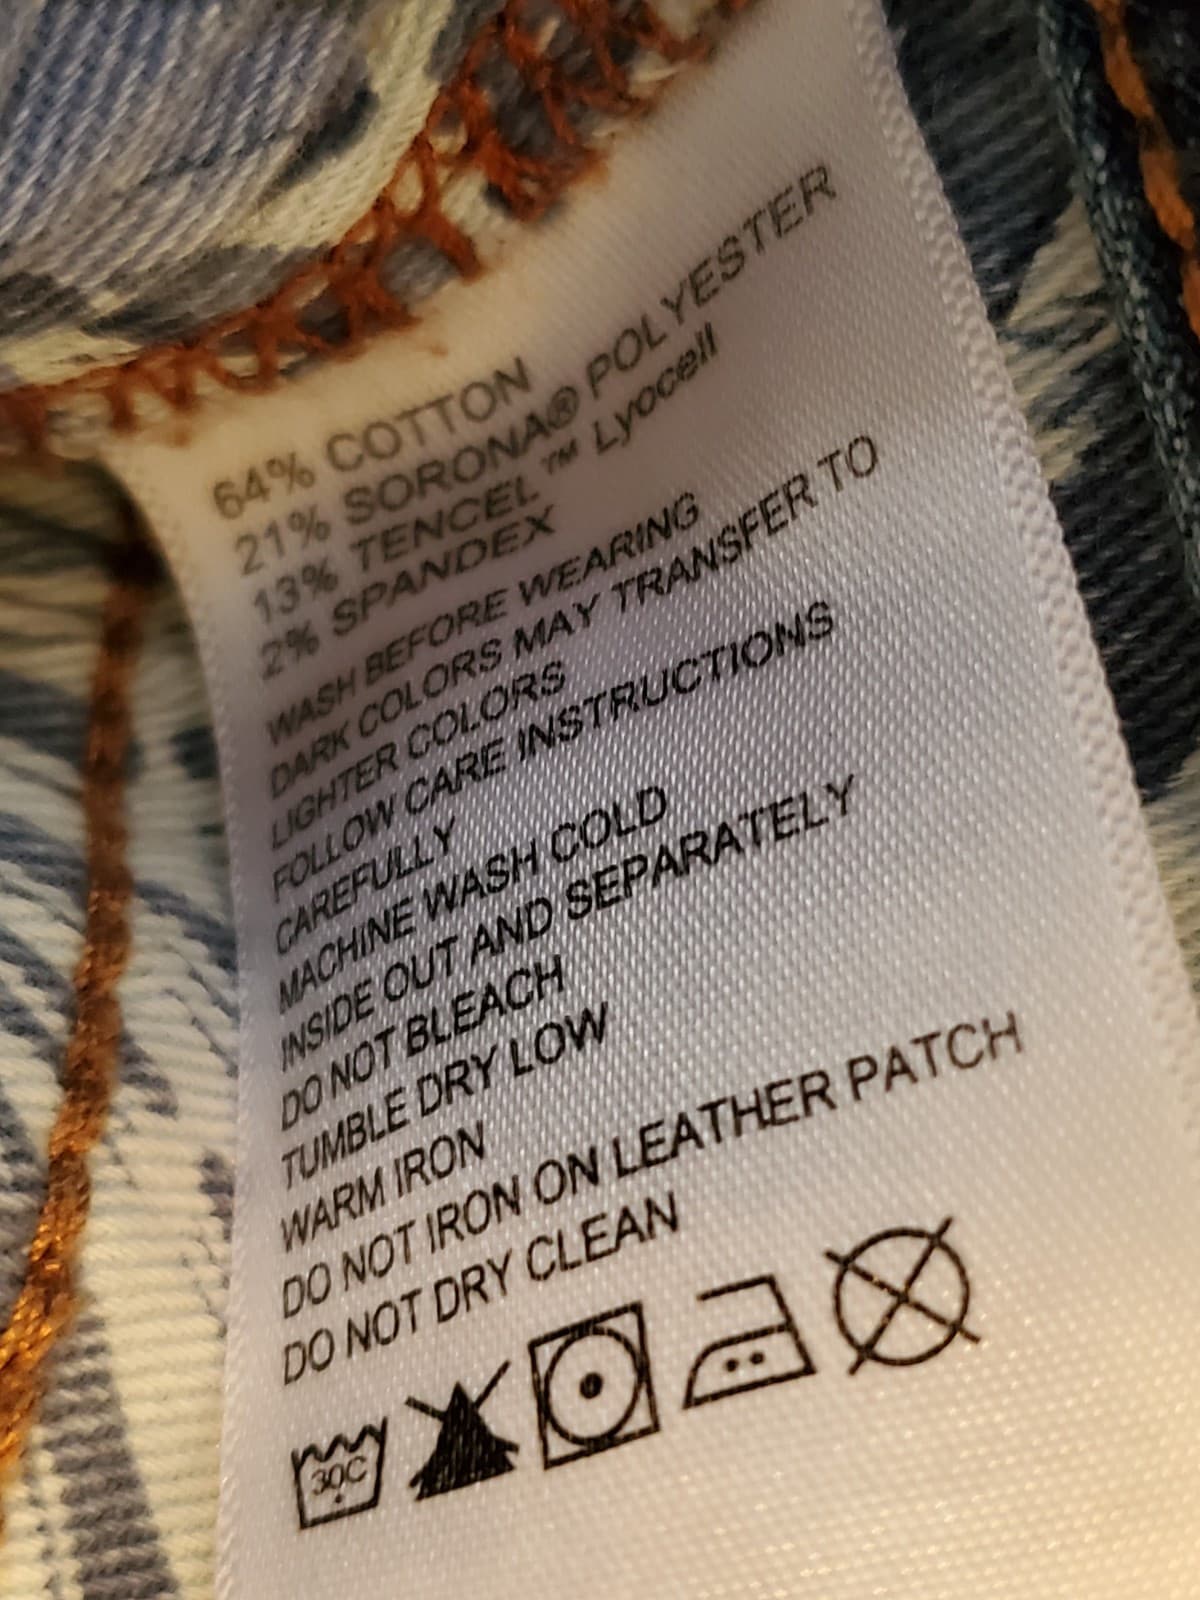 64% COTTON
21% SORONA® POLYESTER
13% TENCEL™ Lyocell
2% SPANDEX
WASH BEFORE WEARING
DARK COLORS MAY TRANSFER TO
LIGHTER COLORS
FOLLOW CARE INSTRUCTIONS
CAREFULLY
MACHINE WASH COLD
INSIDE OUT AND SEPARATELY
DO NOT BLEACH
TUMBLE DRY LOW
WARM IRON
DO NOT IRON ON LEATHER PATCH
DO NOT DRY CLEAN
30C